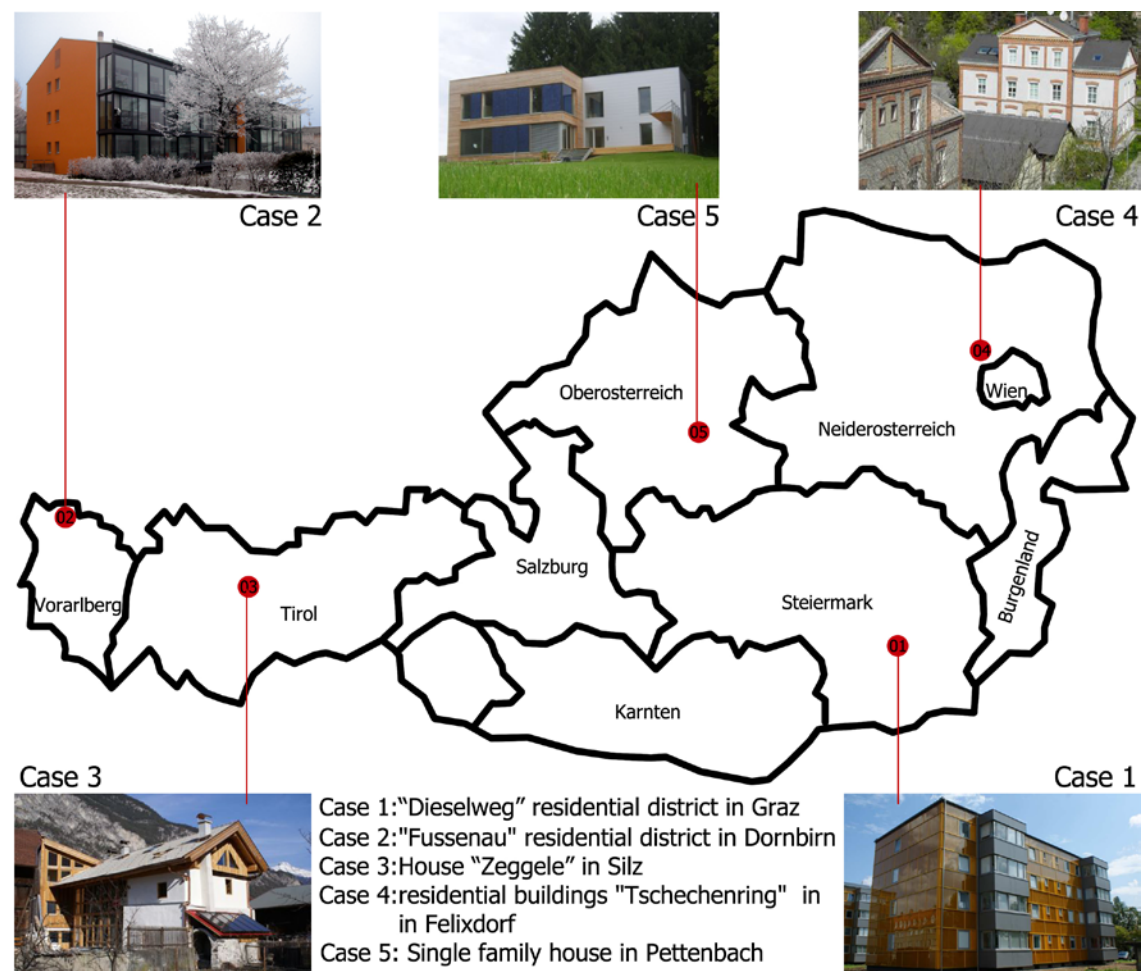 Case 2
Case 5
Case 4
04
Oberosterreich
Wien
05
Neiderosterreich
02
Salzburg
03
Vorarlberg
Tirol
Steiermark
Burgenland
01
Karnten
Case 3
Case 1
Case 1:“Dieselweg” residential district in Graz
Case 2:"Fussenau" residential district in Dornbirn
Case 3:House “Zeggele” in Silz
Case 4:residential buildings "Tschechenring" in
in Felixdorf
Case 5: Single family house in Pettenbach